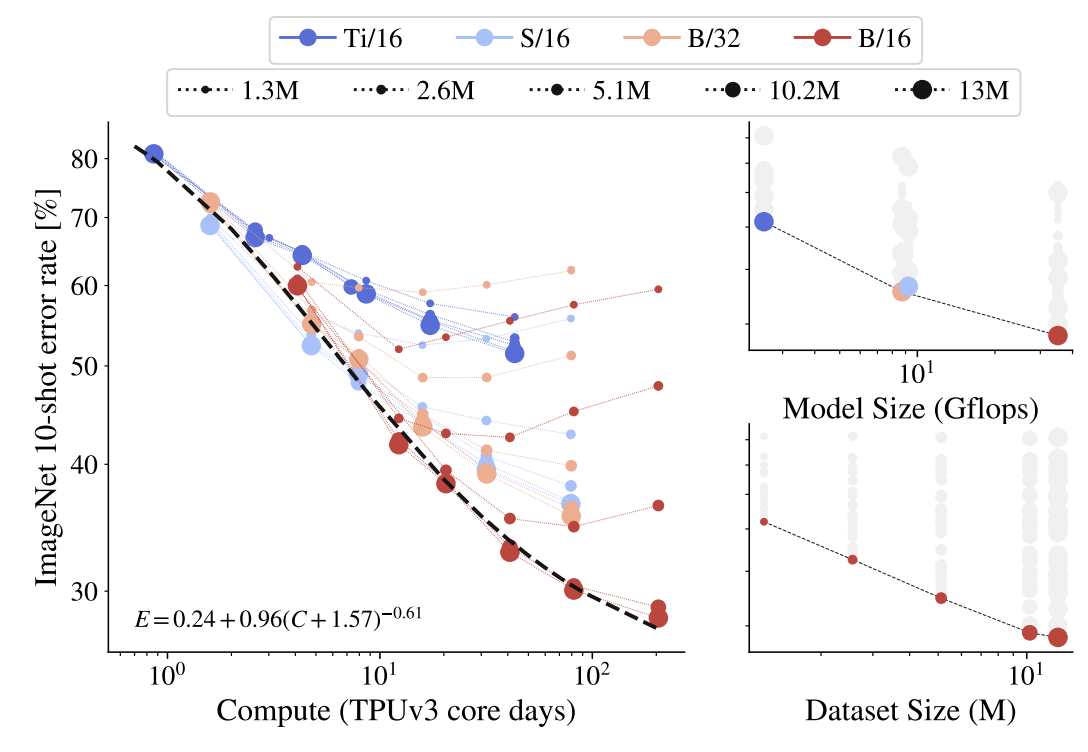 Ti/16 S/16 B/32 B/16
1.3M 2.6M 5.1M 10.2M 13M
ImageNet 10-shot error rate [%]
80
70
60
50
40
30
E = 0.24 + 0.96(C + 1.57)^{-0.61}
10^0 10^1 10^2
Compute (TPUv3 core days)
10^1
Model Size (Gflops)
10^1
Dataset Size (M)